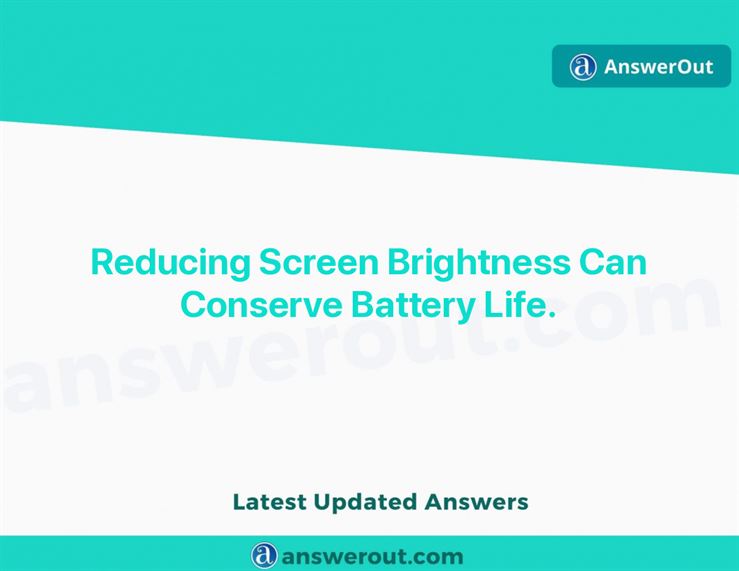 AnswerOut
Reducing Screen Brightness Can
Conserve Battery Life.
answerout.com
Latest Updated Answers
answerout.com